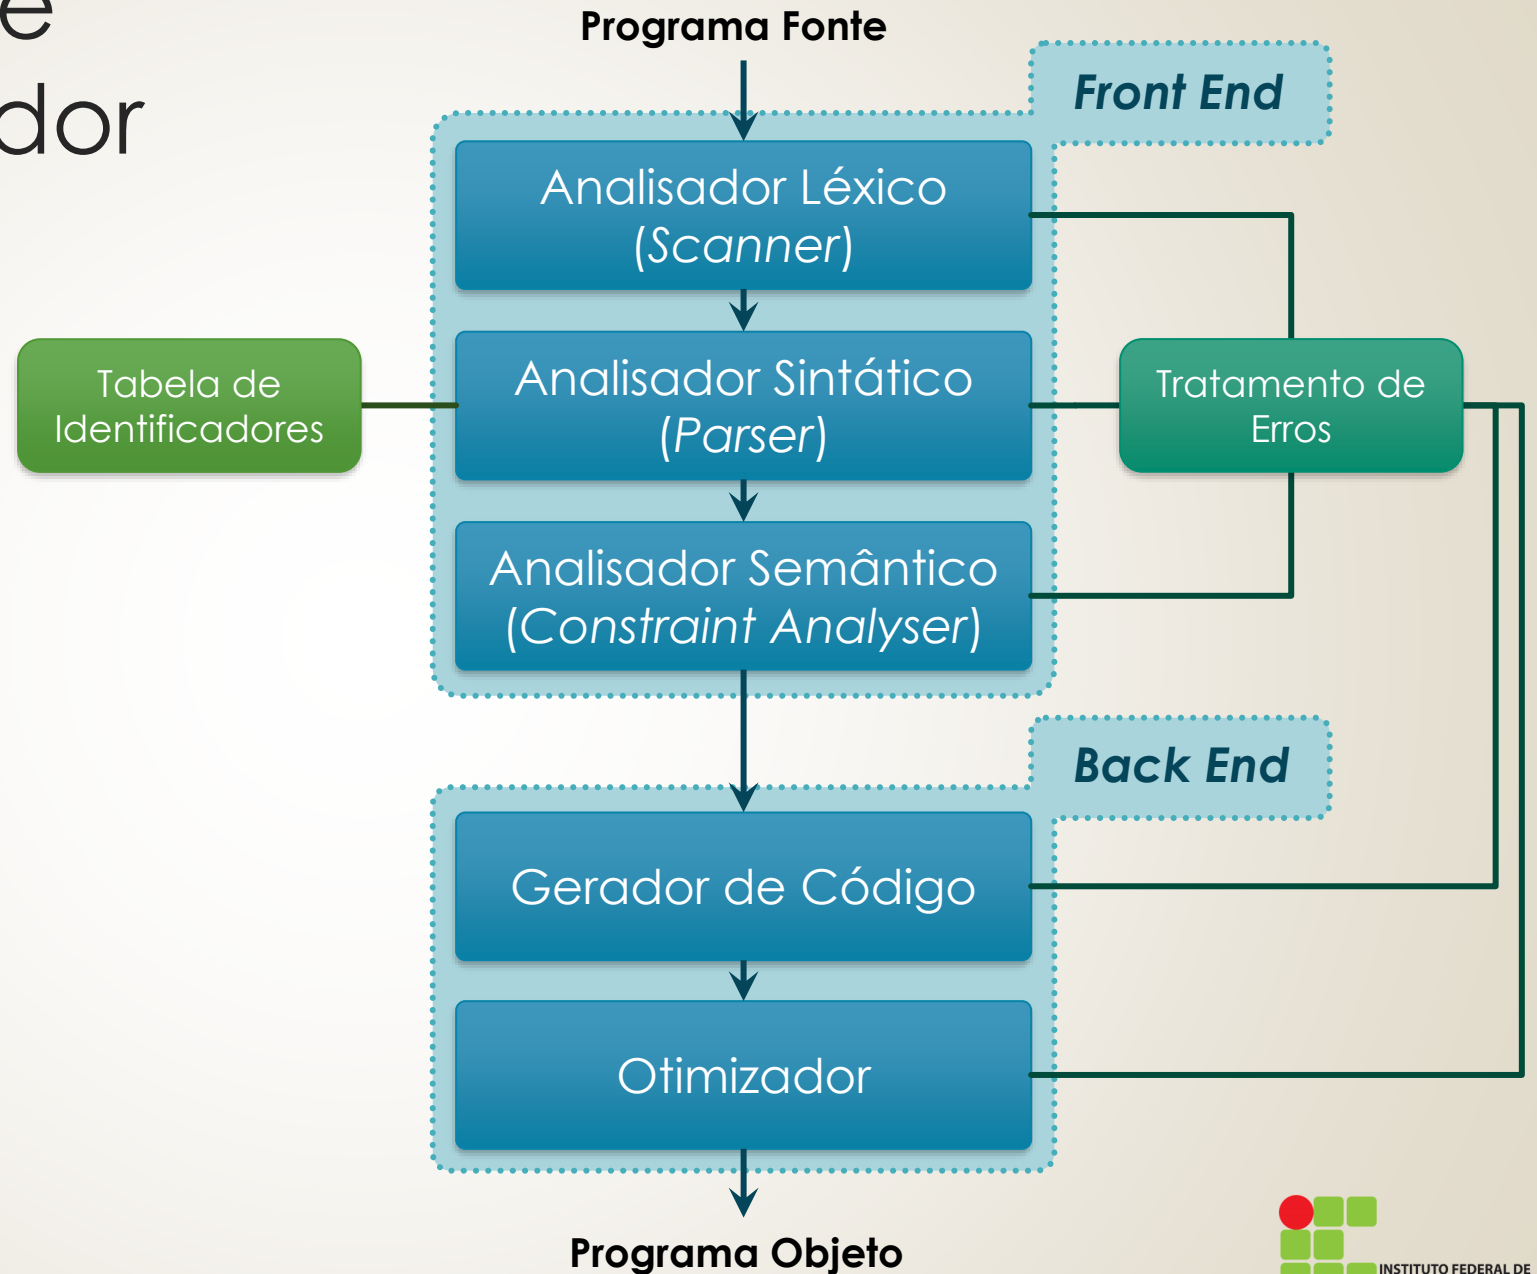 e
dor
Programa Fonte
Front End
Analisador Léxico
(Scanner)
Tabela de
Identificadores
Analisador Sintático
(Parser)
Tratamento de
Erros
Analisador Semântico
(Constraint Analyser)
Back End
Gerador de Código
Otimizador
Programa Objeto
INSTITUTO FEDERAL DE